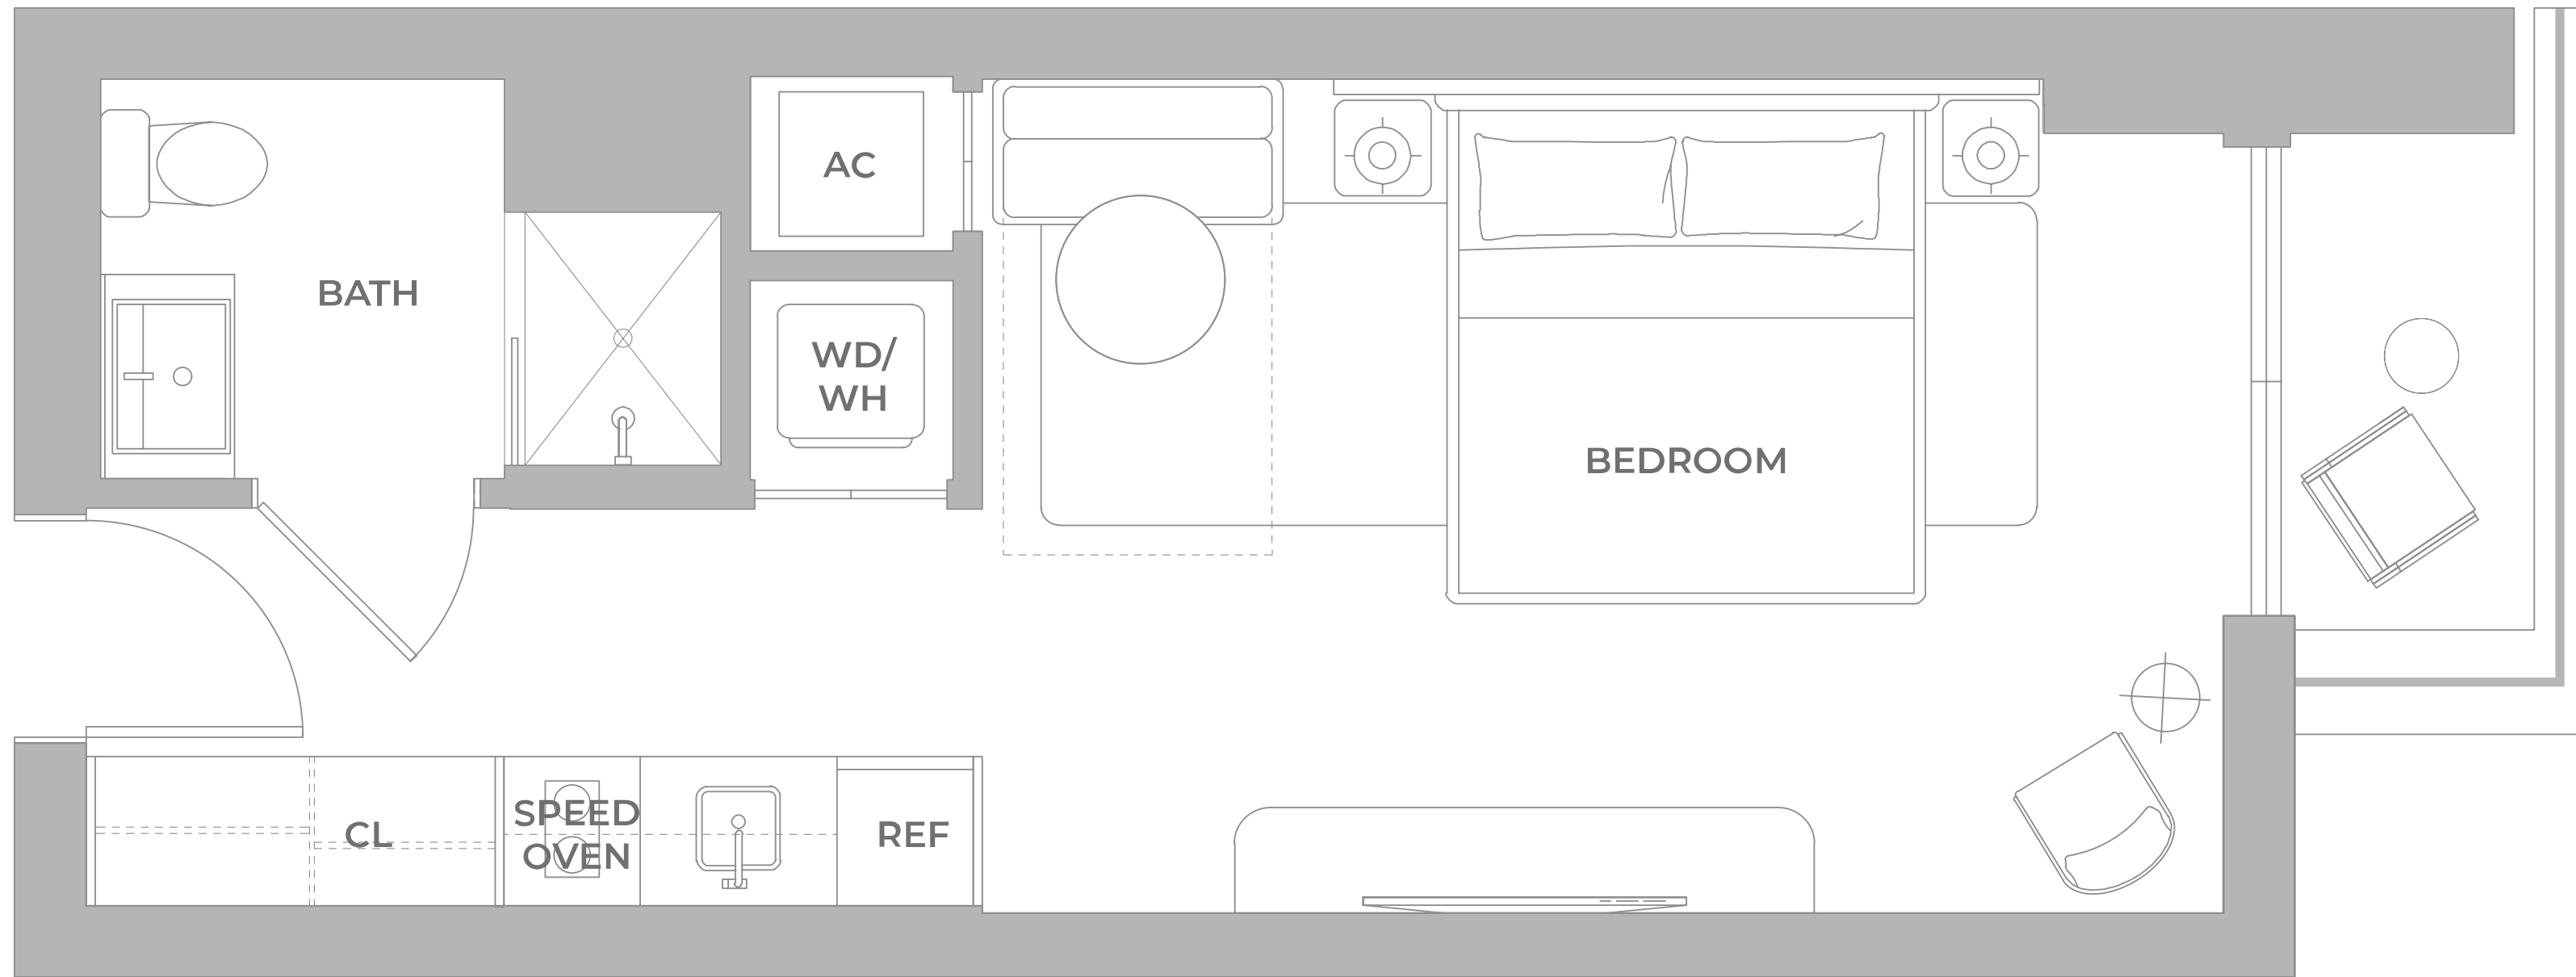 AC
BATH
WD/
WH
BEDROOM
CL
SPEED
OVEN
REF